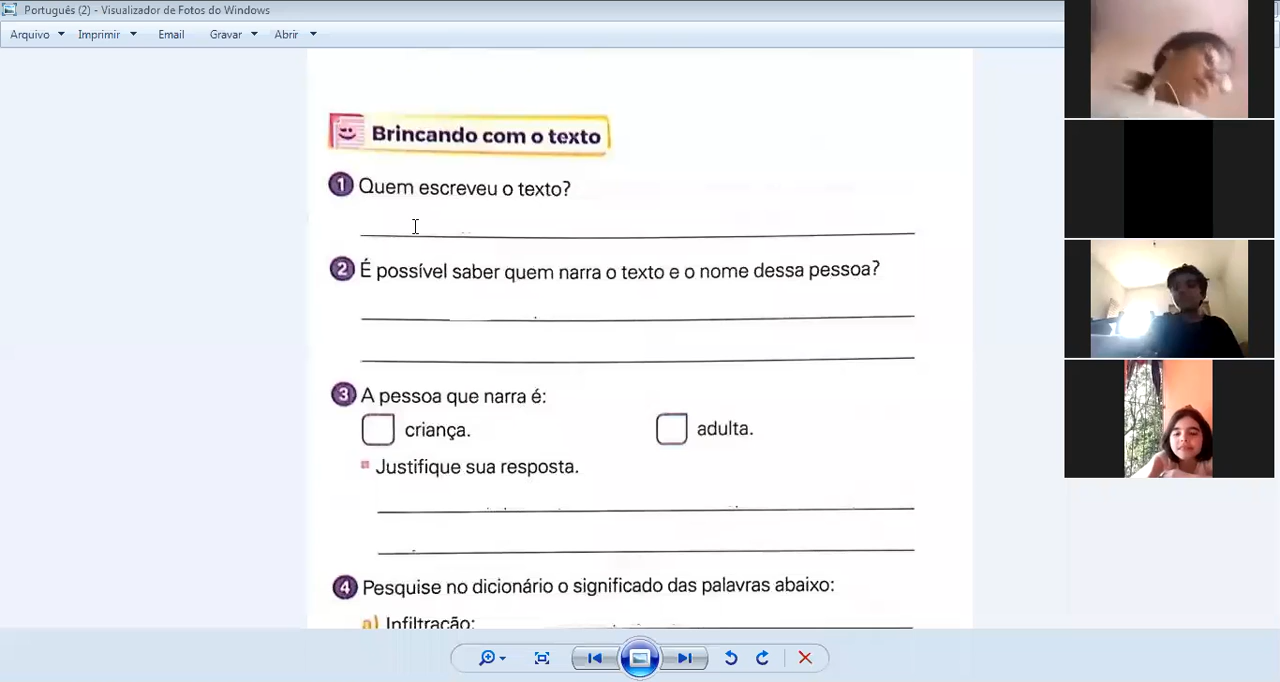 Português (2) - Visualizador de Fotos do Windows
Arquivo Imprimir Email Gravar Abrir
Brincando com o texto
1 Quem escreveu o texto?
2 É possível saber quem narra o texto e o nome dessa pessoa?
3 A pessoa que narra é:
criança. adulta.
Justifique sua resposta.
4 Pesquise no dicionário o significado das palavras abaixo:
a) Infiltração: